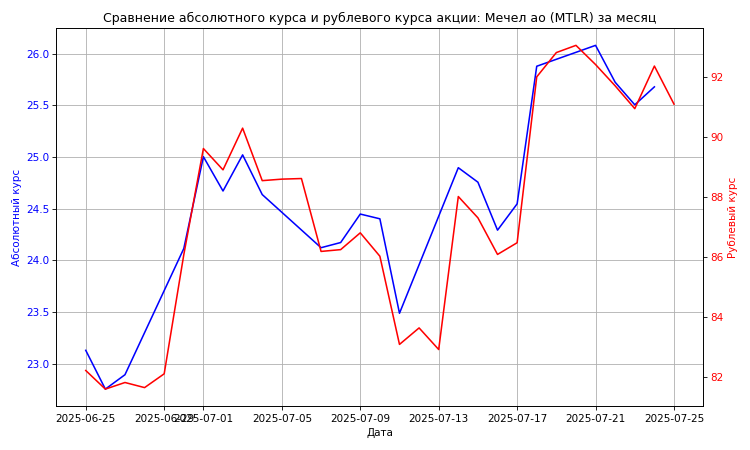 Сравнение абсолютного курса и рублевого курса акции: Мечел ао (MTLR) за месяц
26.0
25.5
25.0
24.5
24.0
23.5
23.0
Абсолютный курс
92
90
88
86
84
82
Рублевый курс
2025-06-25 2025-06-29 2025-07-01 2025-07-05 2025-07-09 2025-07-13 2025-07-17 2025-07-21 2025-07-25
Дата